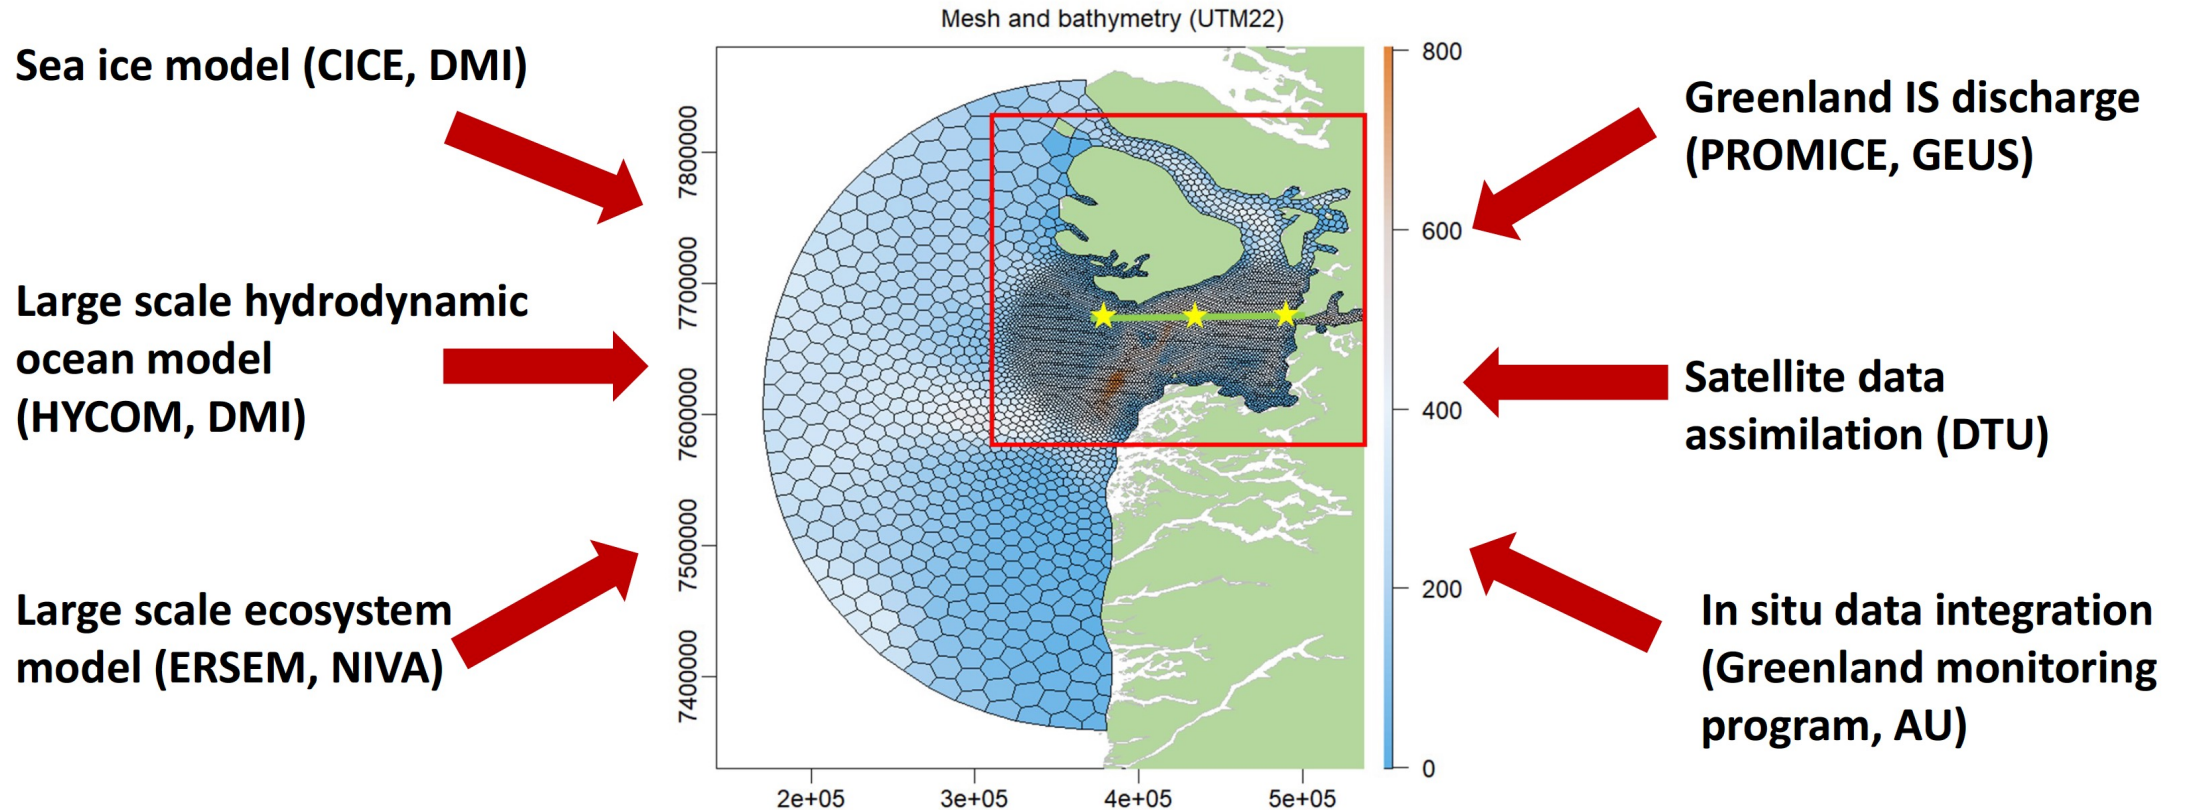 Mesh and bathymetry (UTM22)
Sea ice model (CICE, DMI)
Large scale hydrodynamic
ocean model
(HYCOM, DMI)
Large scale ecosystem
model (ERSEM, NIVA)
7800000
7700000
7600000
7500000
7400000
2e+05
3e+05
4e+05
5e+05
800
600
400
200
0
Greenland IS discharge
(PROMICE, GEUS)
Satellite data
assimilation (DTU)
In situ data integration
(Greenland monitoring
program, AU)